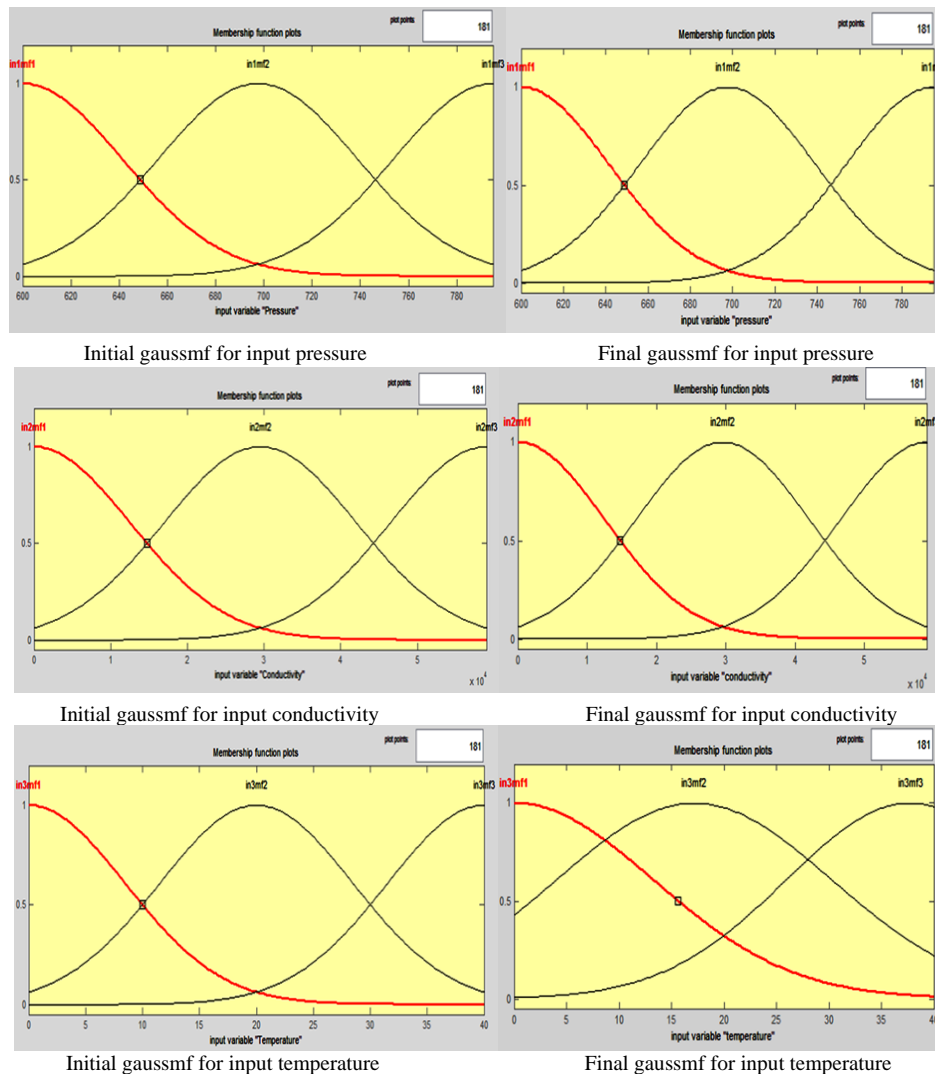 plot points: 181
Membership function plots
in1mf1 in1mf2 in1mf3
1
0.5
0
600 620 640 660 680 700 720 740 760 780
input variable "Pressure"
plot points: 181
Membership function plots
in1mf1 in1mf2 in1
1
0.5
0
600 620 640 660 680 700 720 740 760 780
input variable "pressure"
Initial gaussmf for input pressure
Final gaussmf for input pressure
plot points: 181
Membership function plots
in2mf1 in2mf2 in2mf3
1
0.5
0
0 1 2 3 4 5
input variable "Conductivity"
x 10^4
plot points: 181
Membership function plots
in2mf1 in2mf2 in2mf
1
0.5
0
0 1 2 3 4 5
input variable "conductivity"
x 10^4
Initial gaussmf for input conductivity
Final gaussmf for input conductivity
plot points: 181
Membership function plots
in3mf1 in3mf2 in3mf3
1
0.5
0
0 5 10 15 20 25 30 35 40
input variable "Temperature"
plot points: 181
Membership function plots
in3mf1 in3mf2 in3mf3
1
0.5
0
0 5 10 15 20 25 30 35 40
input variable "temperature"
Initial gaussmf for input temperature
Final gaussmf for input temperature